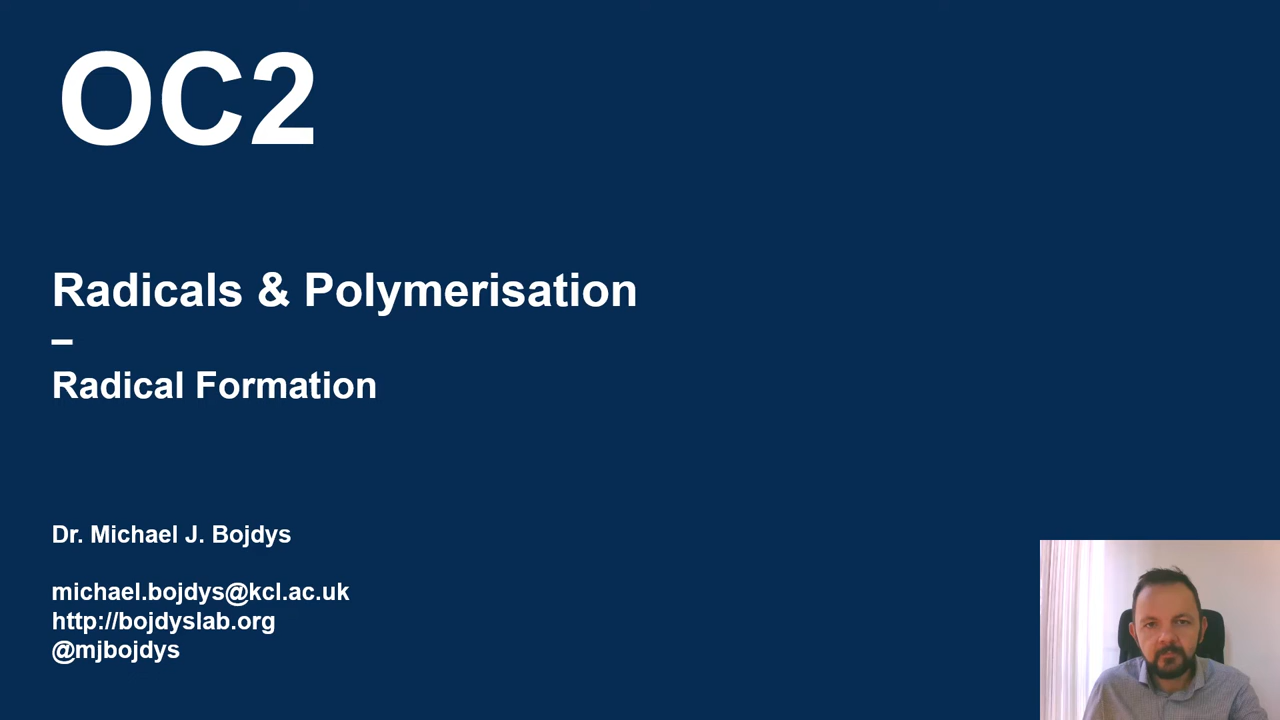 OC2
Radicals & Polymerisation
–
Radical Formation
Dr. Michael J. Bojdys
michael.bojdys@kcl.ac.uk
http://bojdyslab.org
@mjbojdys